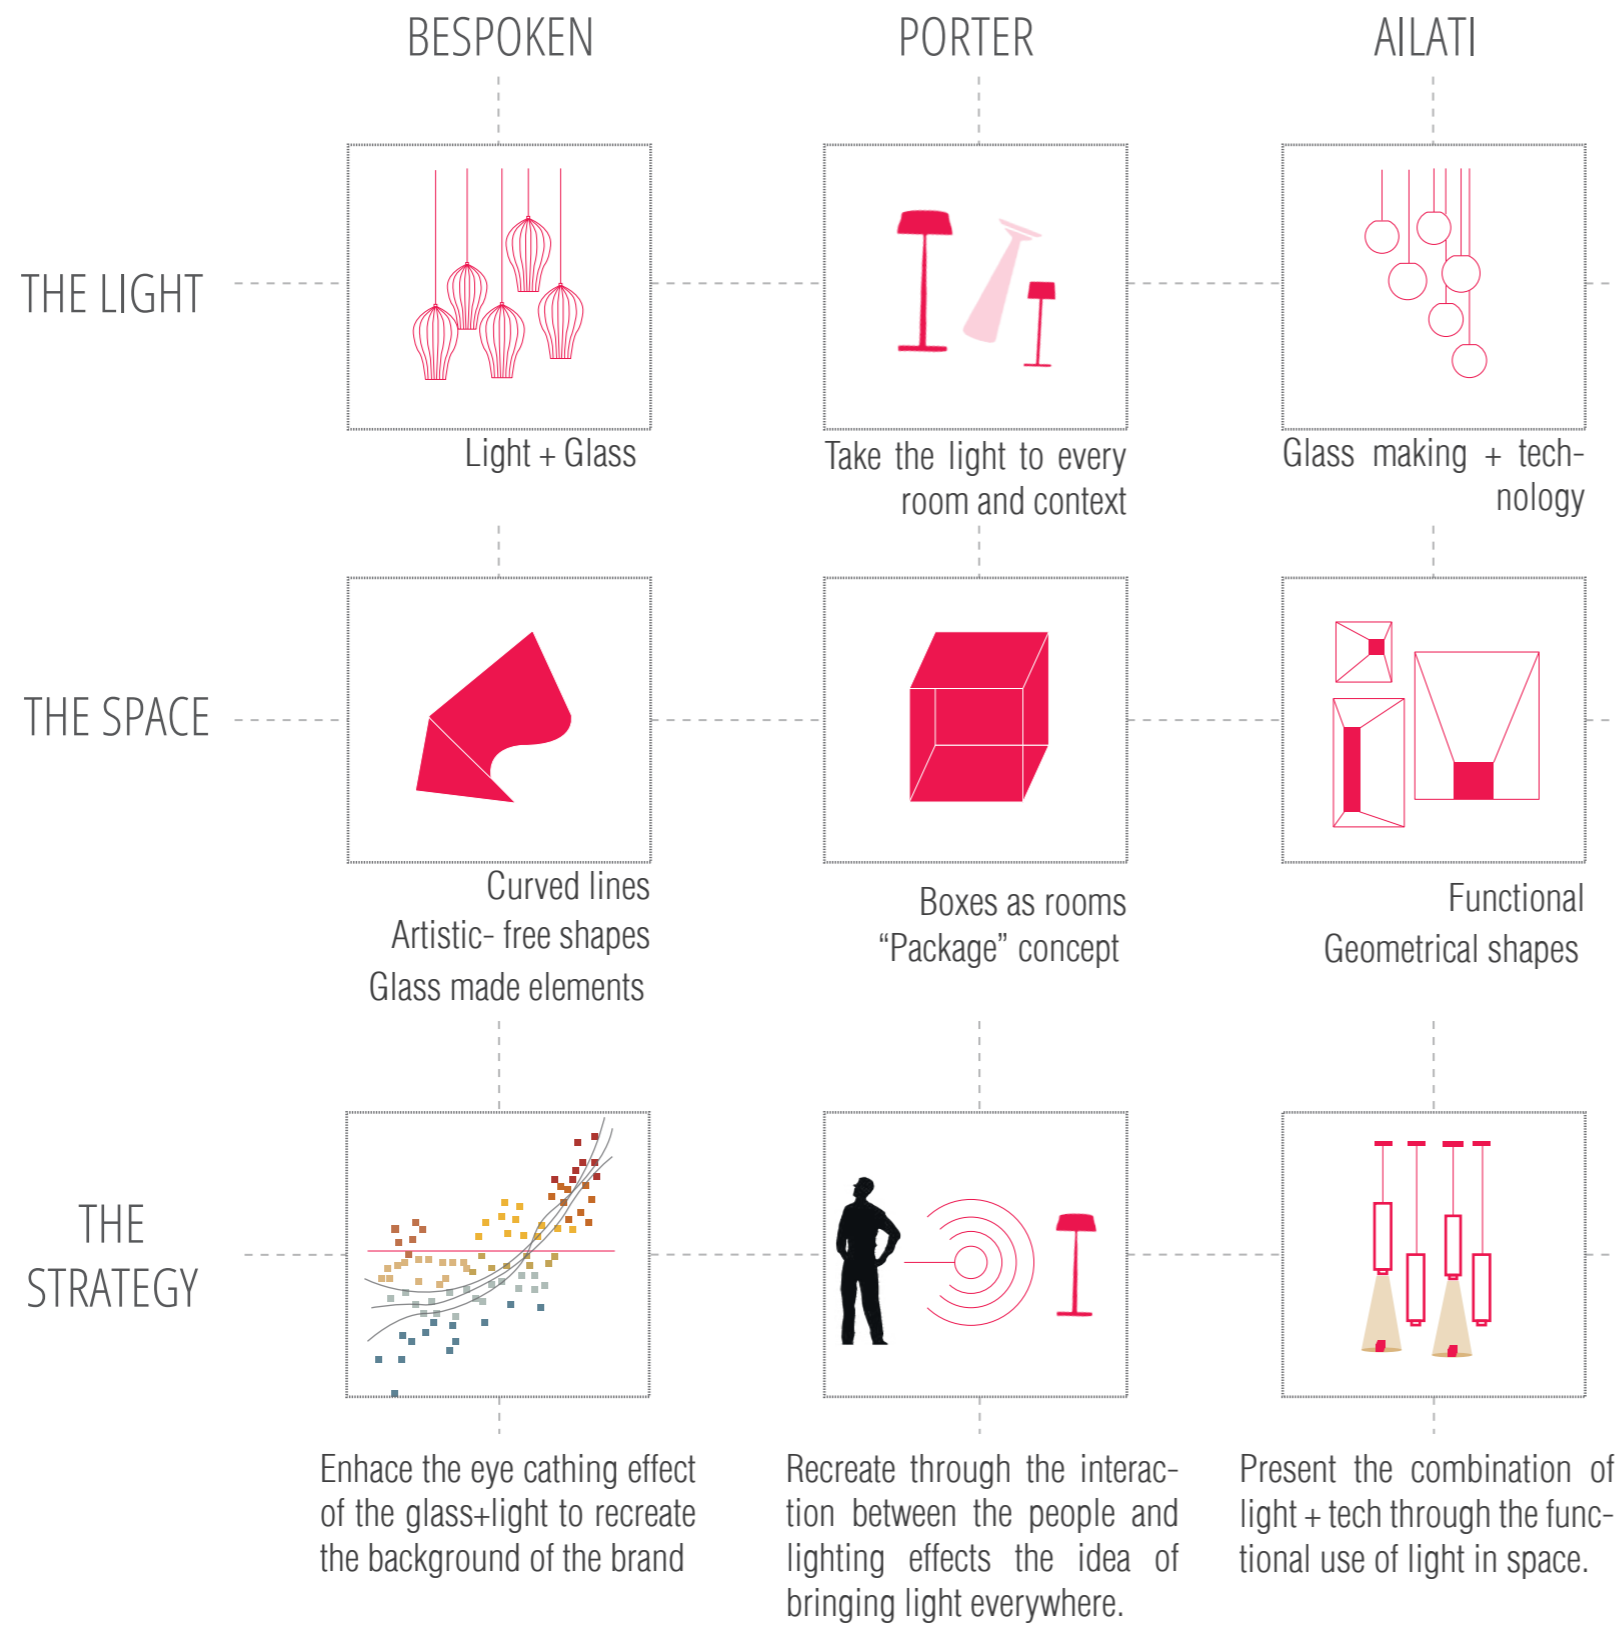 BESPOKEN
PORTER
AILATI
THE LIGHT
Light + Glass
Take the light to every
room and context
Glass making + tech-
nology
THE SPACE
Curved lines
Artistic- free shapes
Glass made elements
Boxes as rooms
“Package” concept
Functional
Geometrical shapes
THE
STRATEGY
Enhace the eye cathing effect
of the glass+light to recreate
the background of the brand
Recreate through the interac-
tion between the people and
lighting effects the idea of
bringing light everywhere.
Present the combination of
light + tech through the func-
tional use of light in space.